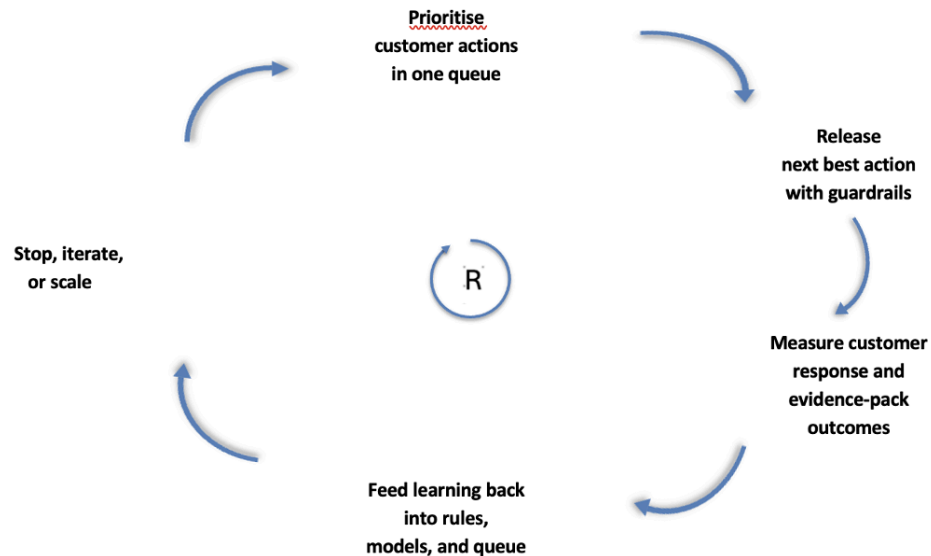 Prioritise
customer actions
in one queue
Release
next best action
with guardrails
Measure customer
response and
evidence-pack
outcomes
Feed learning back
into rules,
models, and queue
Stop, iterate,
or scale
R